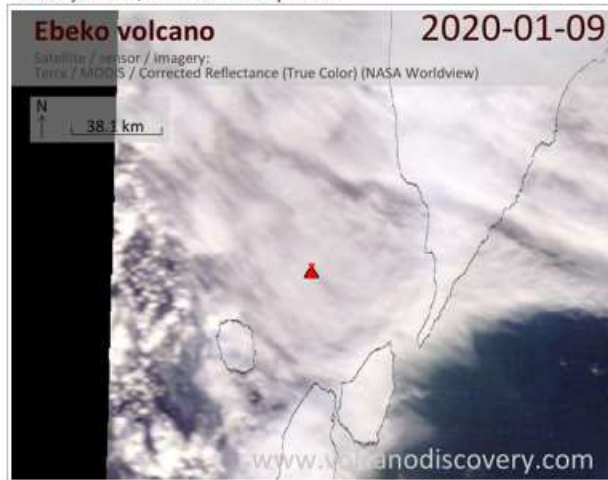 Ebeko volcano
2020-01-09
Satellite / sensor / imagery:
Terra / MODIS / Corrected Reflectance (True Color) (NASA Worldview)
N
38.1 km
www.volcanodiscovery.com